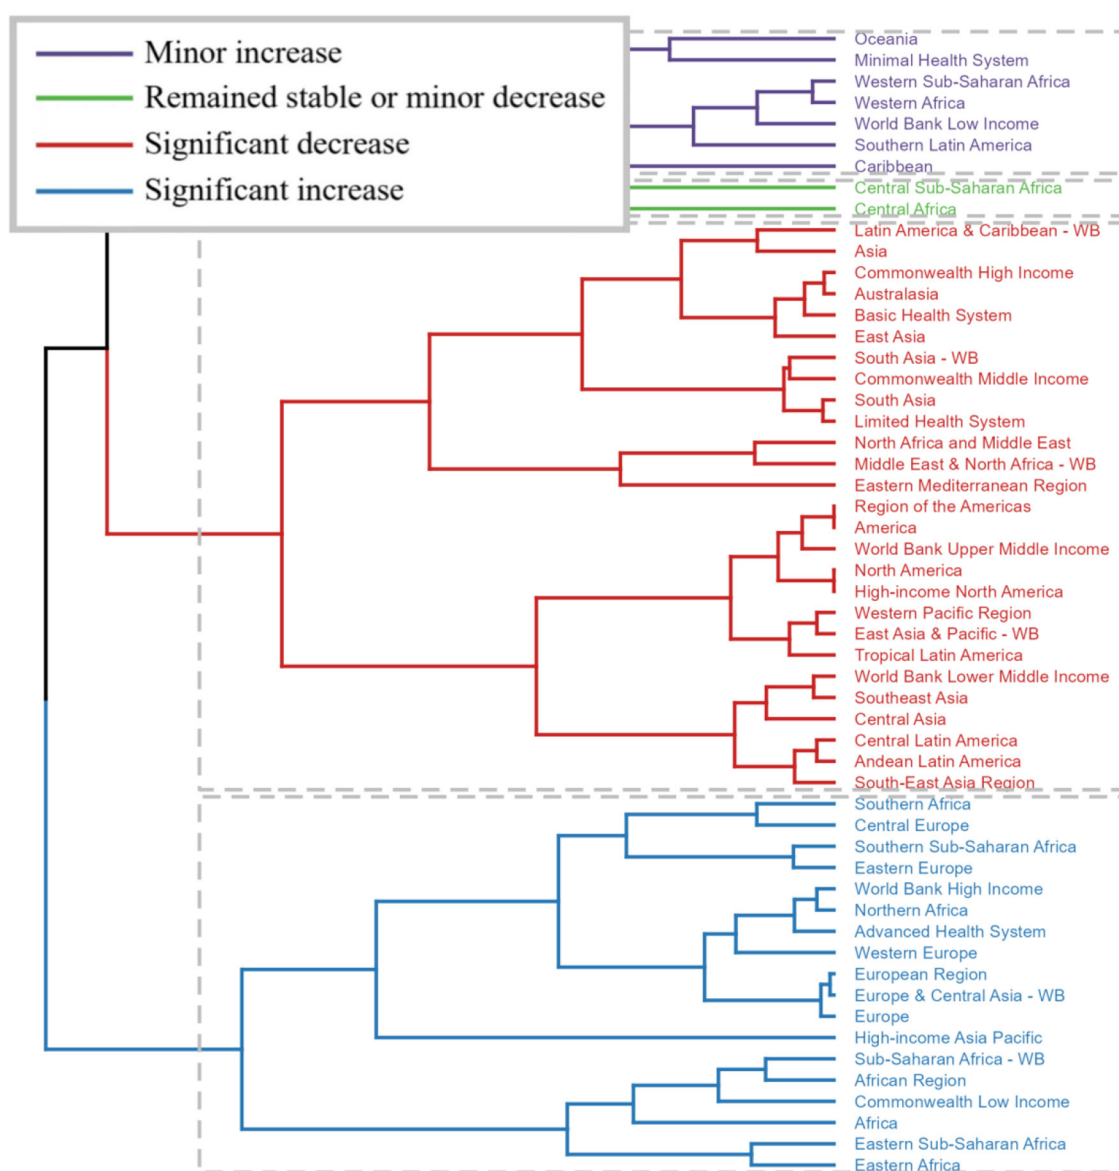 Minor increase
Remained stable or minor decrease
Significant decrease
Significant increase
Oceania
Minimal Health System
Western Sub-Saharan Africa
Western Africa
World Bank Low Income
Southern Latin America
Caribbean
Central Sub-Saharan Africa
Central Africa
Latin America & Caribbean - WB
Asia
Commonwealth High Income
Australasia
Basic Health System
East Asia
South Asia - WB
Commonwealth Middle Income
South Asia
Limited Health System
North Africa and Middle East
Middle East & North Africa - WB
Eastern Mediterranean Region
Region of the Americas
America
World Bank Upper Middle Income
North America
High-income North America
Western Pacific Region
East Asia & Pacific - WB
Tropical Latin America
World Bank Lower Middle Income
Southeast Asia
Central Asia
Central Latin America
Andean Latin America
South-East Asia Region
Southern Africa
Central Europe
Southern Sub-Saharan Africa
Eastern Europe
World Bank High Income
Northern Africa
Advanced Health System
Western Europe
European Region
Europe & Central Asia - WB
Europe
High-income Asia Pacific
Sub-Saharan Africa - WB
African Region
Commonwealth Low Income
Africa
Eastern Sub-Saharan Africa
Eastern Africa